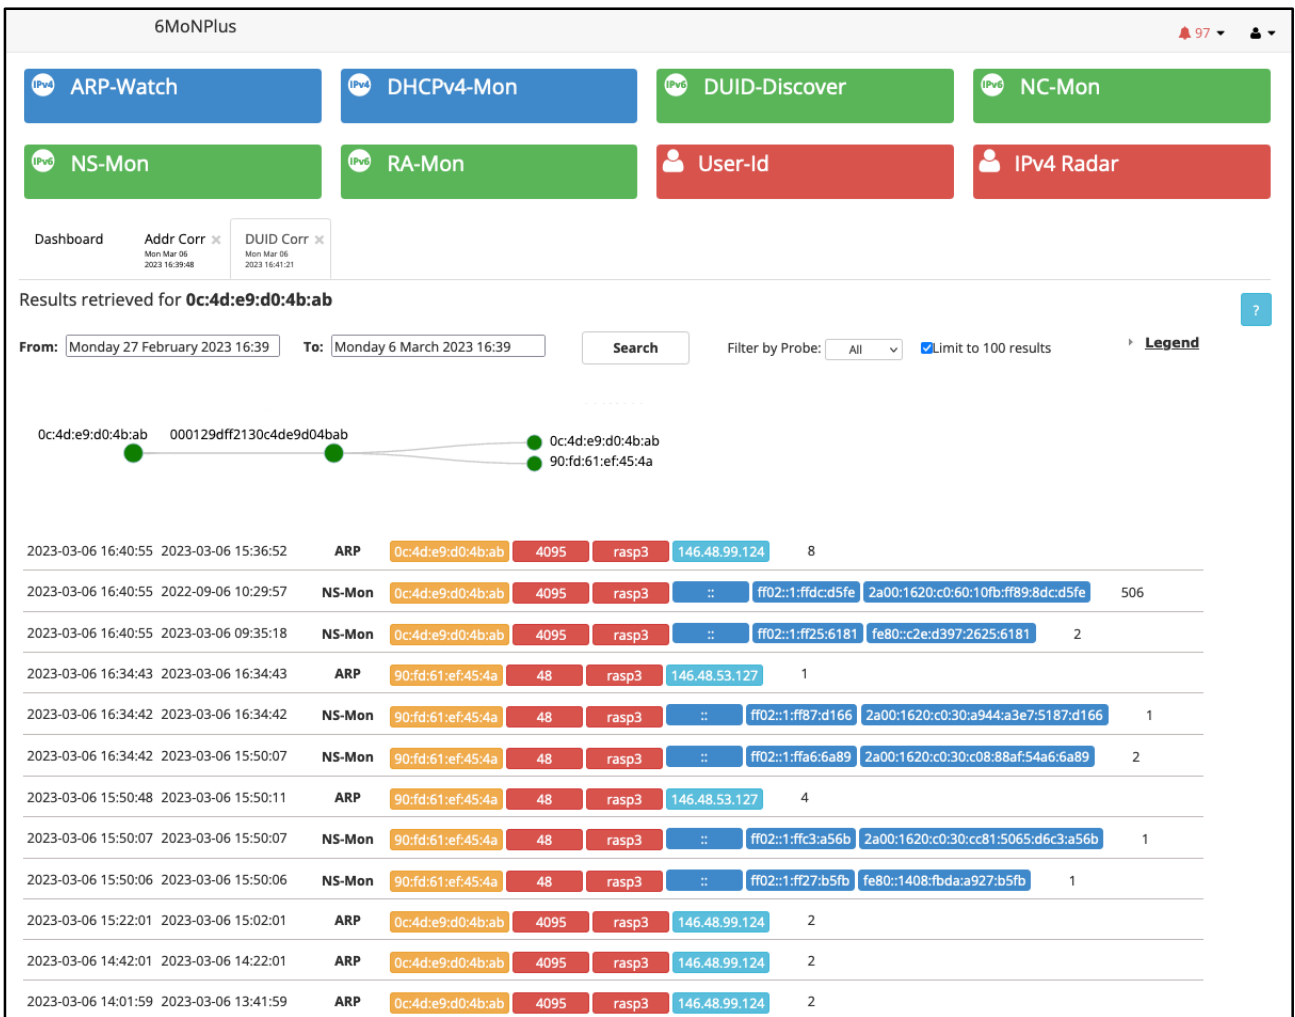 6MoNPlus
97
IPv4 ARP-Watch
IPv4 DHCPv4-Mon
IPv6 DUID-Discover
IPv6 NC-Mon
IPv6 NS-Mon
IPv6 RA-Mon
User-Id
IPv4 Radar
Dashboard
Addr Corr ×
Mon Mar 06
2023 16:39:48
DUID Corr ×
Mon Mar 06
2023 16:41:21
Results retrieved for 0c:4d:e9:d0:4b:ab
?
From: Monday 27 February 2023 16:39 To: Monday 6 March 2023 16:39 Search Filter by Probe: All Limit to 100 results Legend
0c:4d:e9:d0:4b:ab 000129dff2130c4de9d04bab
0c:4d:e9:d0:4b:ab
90:fd:61:ef:45:4a
2023-03-06 16:40:55 2023-03-06 15:36:52 ARP 0c:4d:e9:d0:4b:ab 4095 rasp3 146.48.99.124 8
2023-03-06 16:40:55 2022-09-06 10:29:57 NS-Mon 0c:4d:e9:d0:4b:ab 4095 rasp3 :: ff02::1:ffdc:d5fe 2a00:1620:c0:60:10fb:ff89:8dc:d5fe 506
2023-03-06 16:40:55 2023-03-06 09:35:18 NS-Mon 0c:4d:e9:d0:4b:ab 4095 rasp3 :: ff02::1:ff25:6181 fe80::c2e:d397:2625:6181 2
2023-03-06 16:34:43 2023-03-06 16:34:43 ARP 90:fd:61:ef:45:4a 48 rasp3 146.48.53.127 1
2023-03-06 16:34:42 2023-03-06 16:34:42 NS-Mon 90:fd:61:ef:45:4a 48 rasp3 :: ff02::1:ff87:d166 2a00:1620:c0:30:a944:a3e7:5187:d166 1
2023-03-06 16:34:42 2023-03-06 15:50:07 NS-Mon 90:fd:61:ef:45:4a 48 rasp3 :: ff02::1:ffa6:6a89 2a00:1620:c0:30:c08:88af:54a6:6a89 2
2023-03-06 15:50:48 2023-03-06 15:50:11 ARP 90:fd:61:ef:45:4a 48 rasp3 146.48.53.127 4
2023-03-06 15:50:07 2023-03-06 15:50:07 NS-Mon 90:fd:61:ef:45:4a 48 rasp3 :: ff02::1:ffc3:a56b 2a00:1620:c0:30:cc81:5065:d6c3:a56b 1
2023-03-06 15:50:06 2023-03-06 15:50:06 NS-Mon 90:fd:61:ef:45:4a 48 rasp3 :: ff02::1:ff27:b5fb fe80::1408:fbda:a927:b5fb 1
2023-03-06 15:22:01 2023-03-06 15:02:01 ARP 0c:4d:e9:d0:4b:ab 4095 rasp3 146.48.99.124 2
2023-03-06 14:42:01 2023-03-06 14:22:01 ARP 0c:4d:e9:d0:4b:ab 4095 rasp3 146.48.99.124 2
2023-03-06 14:01:59 2023-03-06 13:41:59 ARP 0c:4d:e9:d0:4b:ab 4095 rasp3 146.48.99.124 2